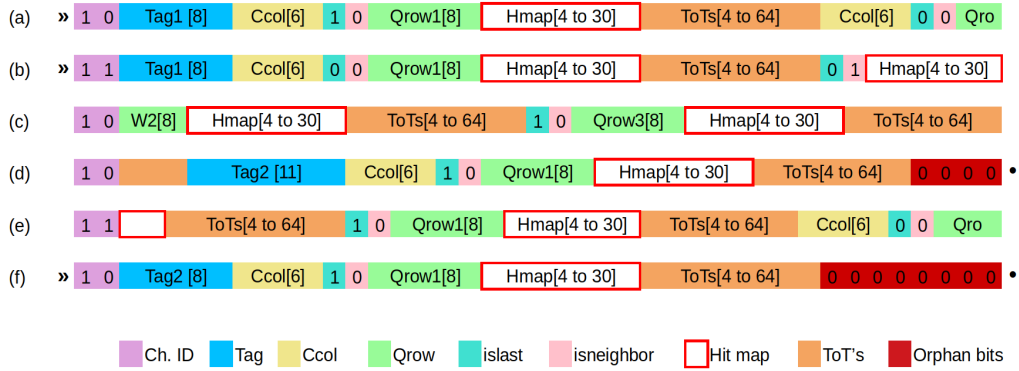 (a) » 1 0 Tag1 [8] Ccol[6] 1 0 Qrow1[8] Hmap[4 to 30] ToTs[4 to 64] Ccol[6] 0 0 Qro
(b) » 1 1 Tag1 [8] Ccol[6] 0 0 Qrow1[8] Hmap[4 to 30] ToTs[4 to 64] 0 1 Hmap[4 to 30]
(c) 1 0 W2[8] Hmap[4 to 30] ToTs[4 to 64] 1 0 Qrow3[8] Hmap[4 to 30] ToTs[4 to 64]
(d) 1 0 Tag2 [11] Ccol[6] 1 0 Qrow1[8] Hmap[4 to 30] ToTs[4 to 64] 0 0 0 0 •
(e) 1 1 ToTs[4 to 64] 1 0 Qrow1[8] Hmap[4 to 30] ToTs[4 to 64] Ccol[6] 0 0 Qro
(f) » 1 0 Tag2 [8] Ccol[6] 1 0 Qrow1[8] Hmap[4 to 30] ToTs[4 to 64] 0 0 0 0 0 0 0 0 •
Ch. ID Tag Ccol Qrow islast isneighbor Hit map ToT's Orphan bits